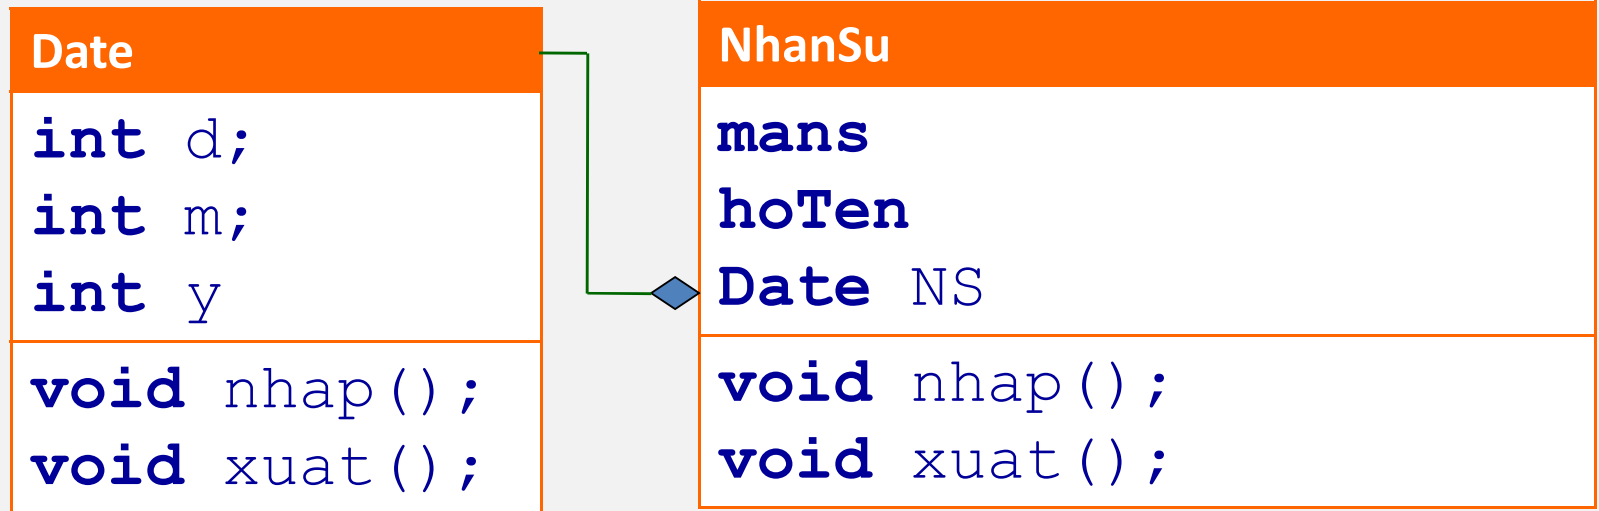 Date
int d;
int m;
int y
void nhap();
void xuat();
NhanSu
mans
hoTen
Date NS
void nhap();
void xuat();